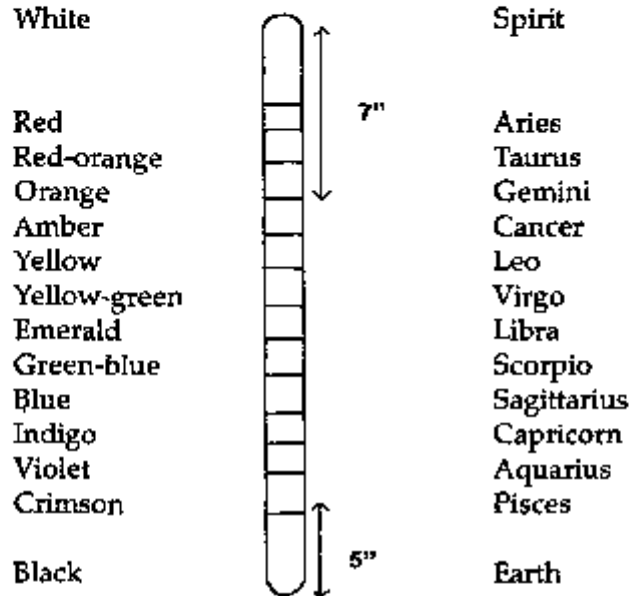 White Spirit
7"
Red Aries
Red-orange Taurus
Orange Gemini
Amber Cancer
Yellow Leo
Yellow-green Virgo
Emerald Libra
Green-blue Scorpio
Blue Sagittarius
Indigo Capricorn
Violet Aquarius
Crimson Pisces
5"
Black Earth